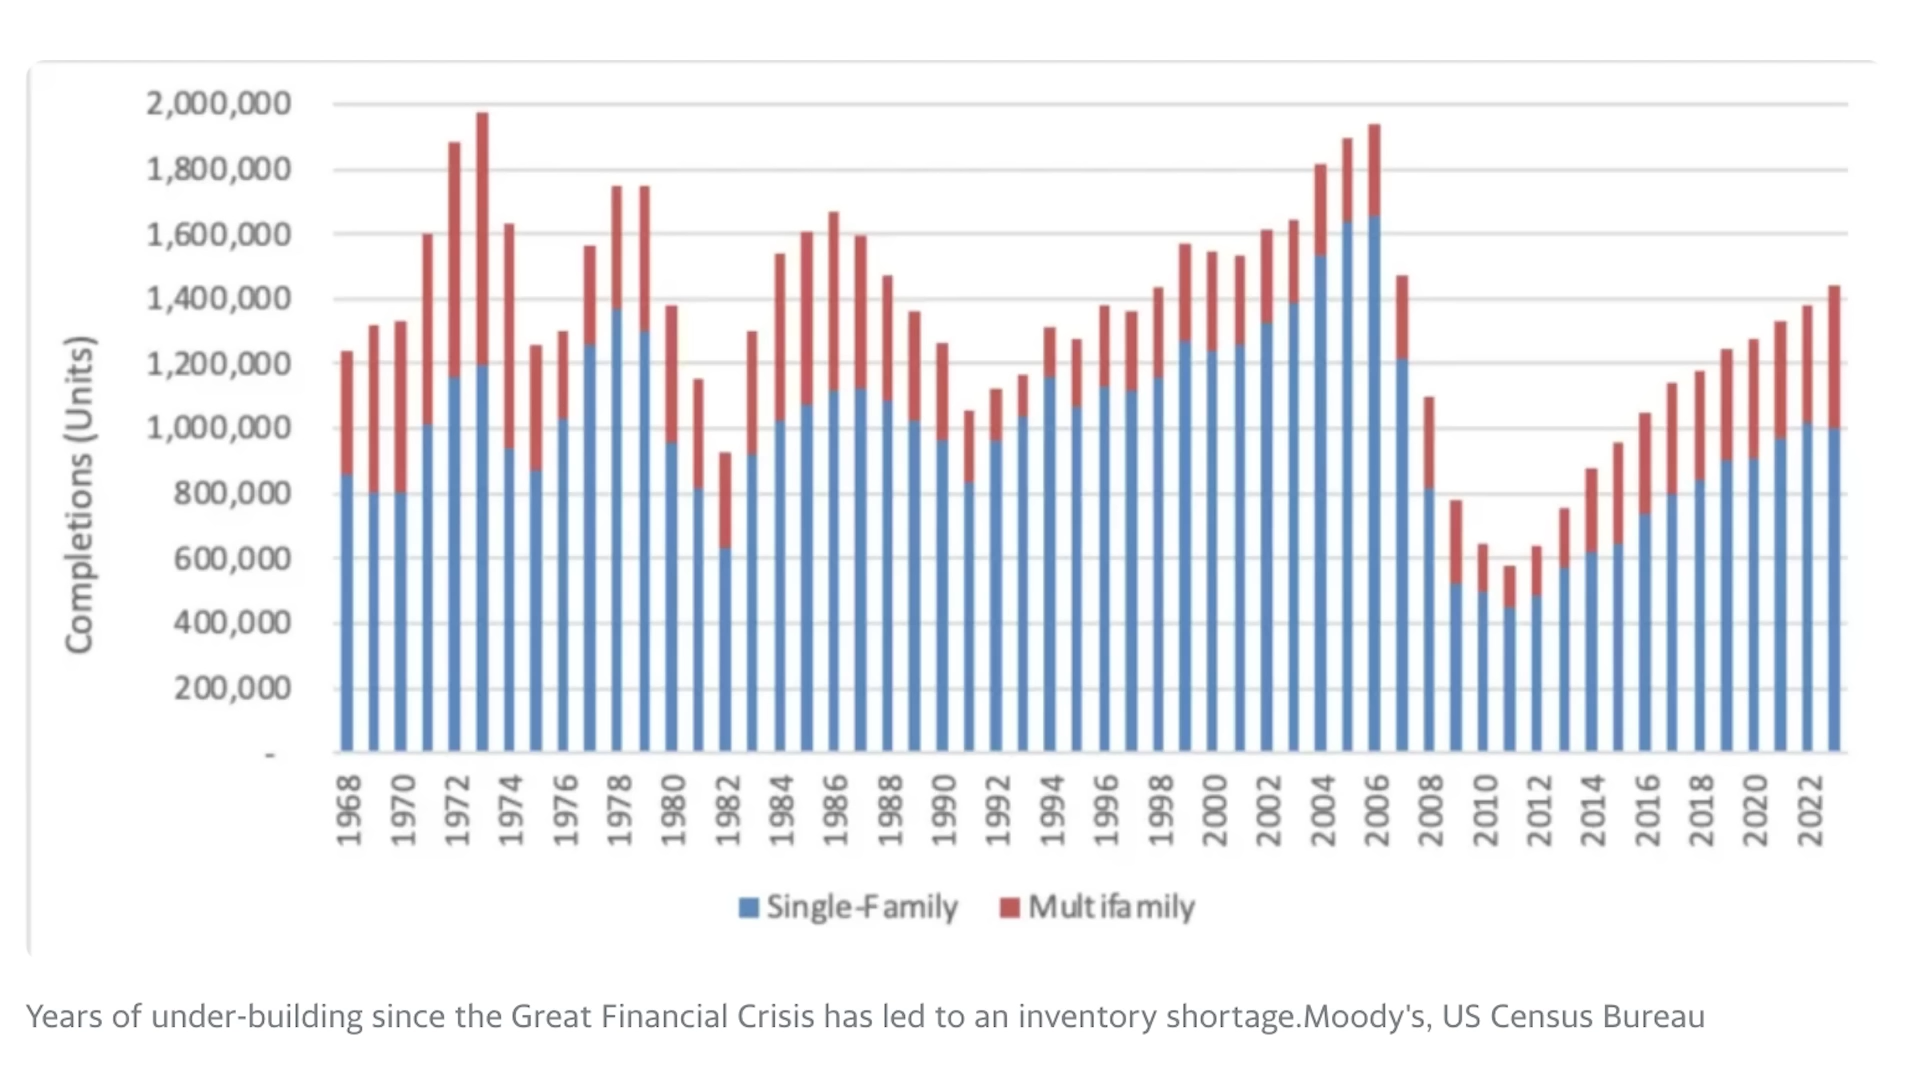 Completions (Units)
2,000,000
1,800,000
1,600,000
1,400,000
1,200,000
1,000,000
800,000
600,000
400,000
200,000
-
1968 1970 1972 1974 1976 1978 1980 1982 1984 1986 1988 1990 1992 1994 1996 1998 2000 2002 2004 2006 2008 2010 2012 2014 2016 2018 2020 2022
Single-Family Multifamily
Years of under-building since the Great Financial Crisis has led to an inventory shortage.Moody's, US Census Bureau